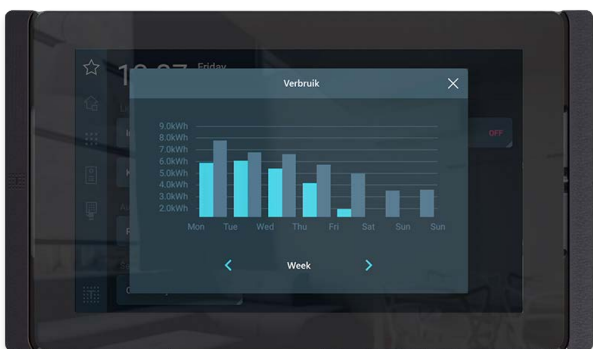 Friday
Verbruik
9.0kWh
8.0kWh
7.0kWh
6.0kWh
5.0kWh
4.0kWh
3.0kWh
2.0kWh
OFF
Mon Tue Wed Thu Fri Sat Sun Sun
Week